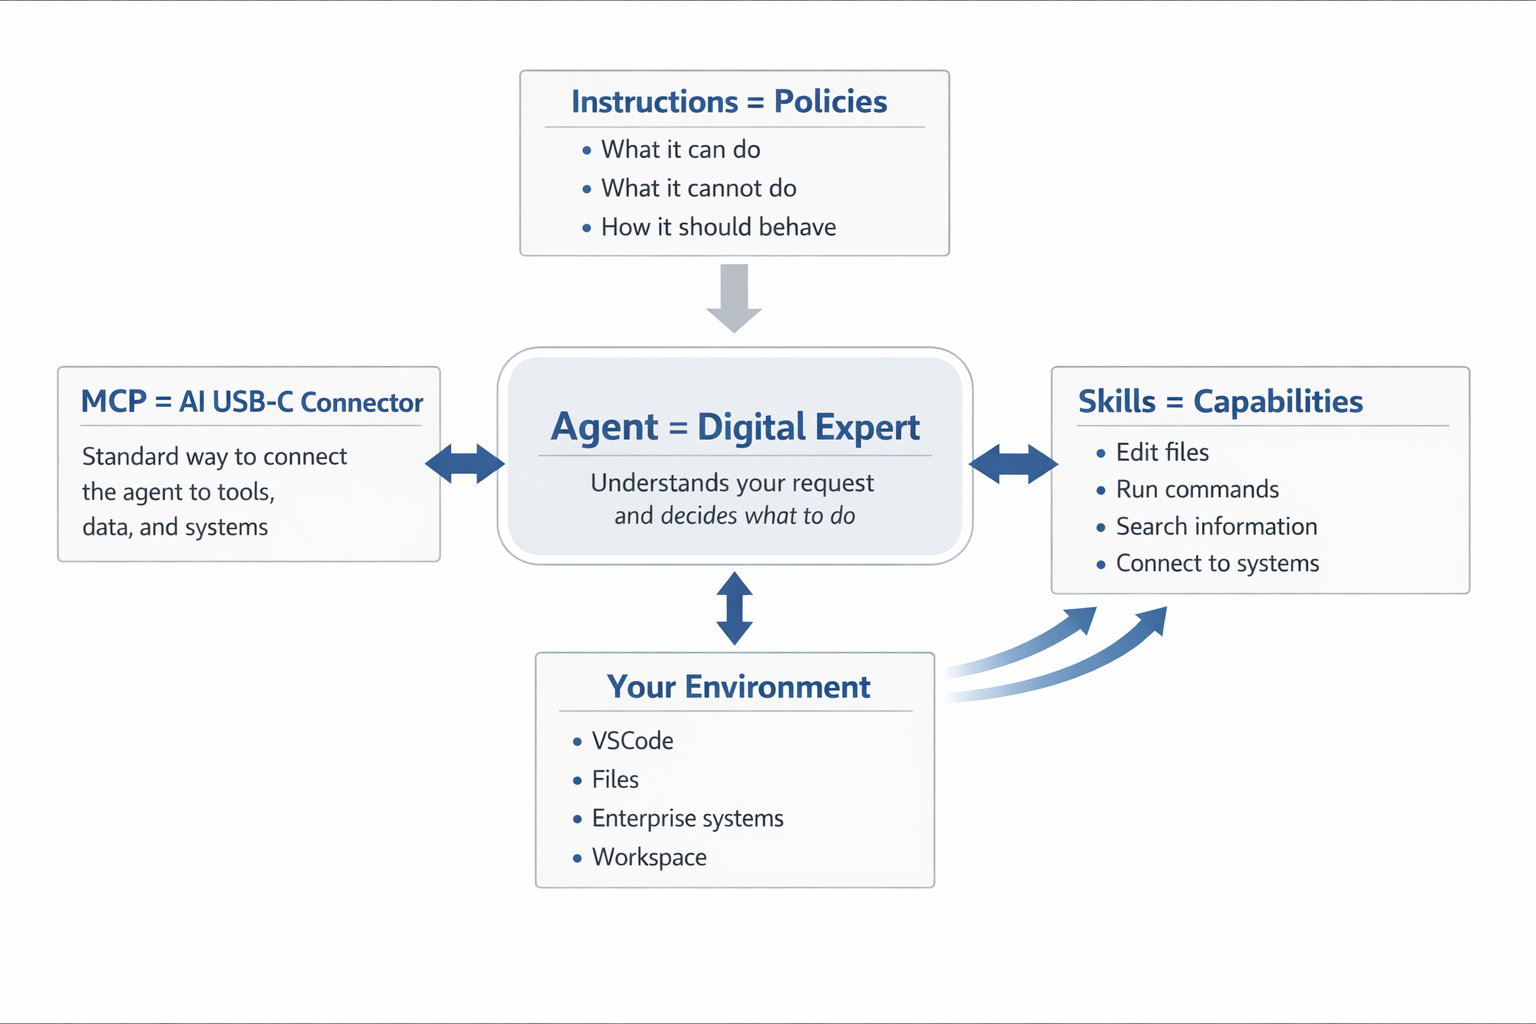 Instructions = Policies
• What it can do
• What it cannot do
• How it should behave
MCP = AI USB-C Connector
Standard way to connect
the agent to tools,
data, and systems
Agent = Digital Expert
Understands your request
and decides what to do
Skills = Capabilities
• Edit files
• Run commands
• Search information
• Connect to systems
Your Environment
• VSCode
• Files
• Enterprise systems
• Workspace